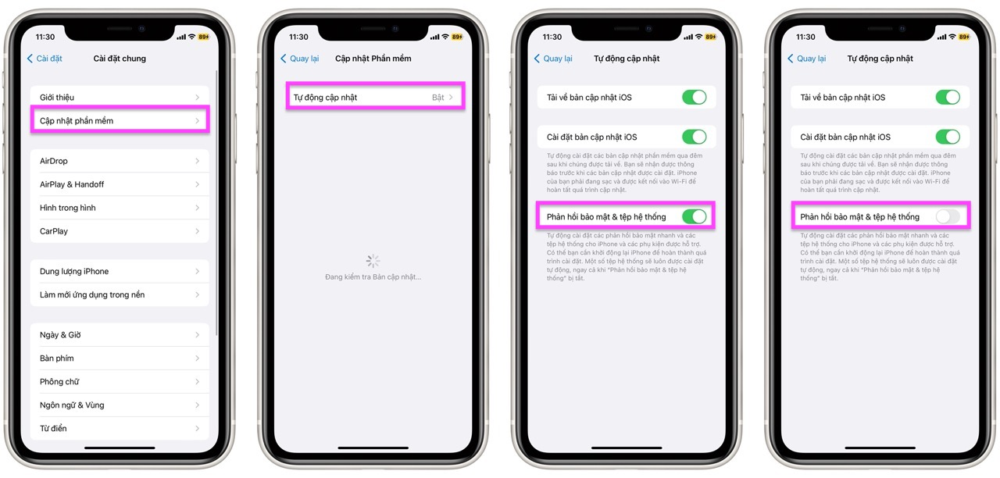 11:30
89
Cài đặt
Cài đặt chung
Giới thiệu
Cập nhật phần mềm
AirDrop
AirPlay & Handoff
Hình trong hình
CarPlay
Dung lượng iPhone
Làm mới ứng dụng trong nền
Ngày & Giờ
Bàn phím
Phông chữ
Ngôn ngữ & Vùng
Từ điển
11:30
89
Quay lại
Cập nhật Phần mềm
Tự động cập nhật
Bật
Đang kiểm tra Bản cập nhật...
11:30
89
Quay lại
Tự động cập nhật
Tải về bản cập nhật iOS
Cài đặt bản cập nhật iOS
Tự động cài đặt các bản cập nhật phần mềm qua đêm
sau khi chúng được tải về. Bạn sẽ nhận được thông
báo trước khi các bản cập nhật được cài đặt. iPhone
của bạn phải đang sạc và được kết nối vào Wi-Fi để
hoàn tất quá trình cập nhật.
Phản hồi bảo mật & tệp hệ thống
Tự động cài đặt các phản hồi bảo mật nhanh và các
tệp hệ thống cho iPhone và các phụ kiện được hỗ trợ.
Có thể bạn cần khởi động lại iPhone để hoàn thành quá
trình cài đặt. Một số tệp hệ thống sẽ luôn được cài đặt
tự động, ngay cả khi "Phản hồi bảo mật & tệp hệ
thống" bị tắt.
11:30
89
Quay lại
Tự động cập nhật
Tải về bản cập nhật iOS
Cài đặt bản cập nhật iOS
Tự động cài đặt các bản cập nhật phần mềm qua đêm
sau khi chúng được tải về. Bạn sẽ nhận được thông
báo trước khi các bản cập nhật được cài đặt. iPhone
của bạn phải đang sạc và được kết nối vào Wi-Fi để
hoàn tất quá trình cập nhật.
Phản hồi bảo mật & tệp hệ thống
Tự động cài đặt các phản hồi bảo mật nhanh và các
tệp hệ thống cho iPhone và các phụ kiện được hỗ trợ.
Có thể bạn cần khởi động lại iPhone để hoàn thành quá
trình cài đặt. Một số tệp hệ thống sẽ luôn được cài đặt
tự động, ngay cả khi "Phản hồi bảo mật & tệp hệ
thống" bị tắt.